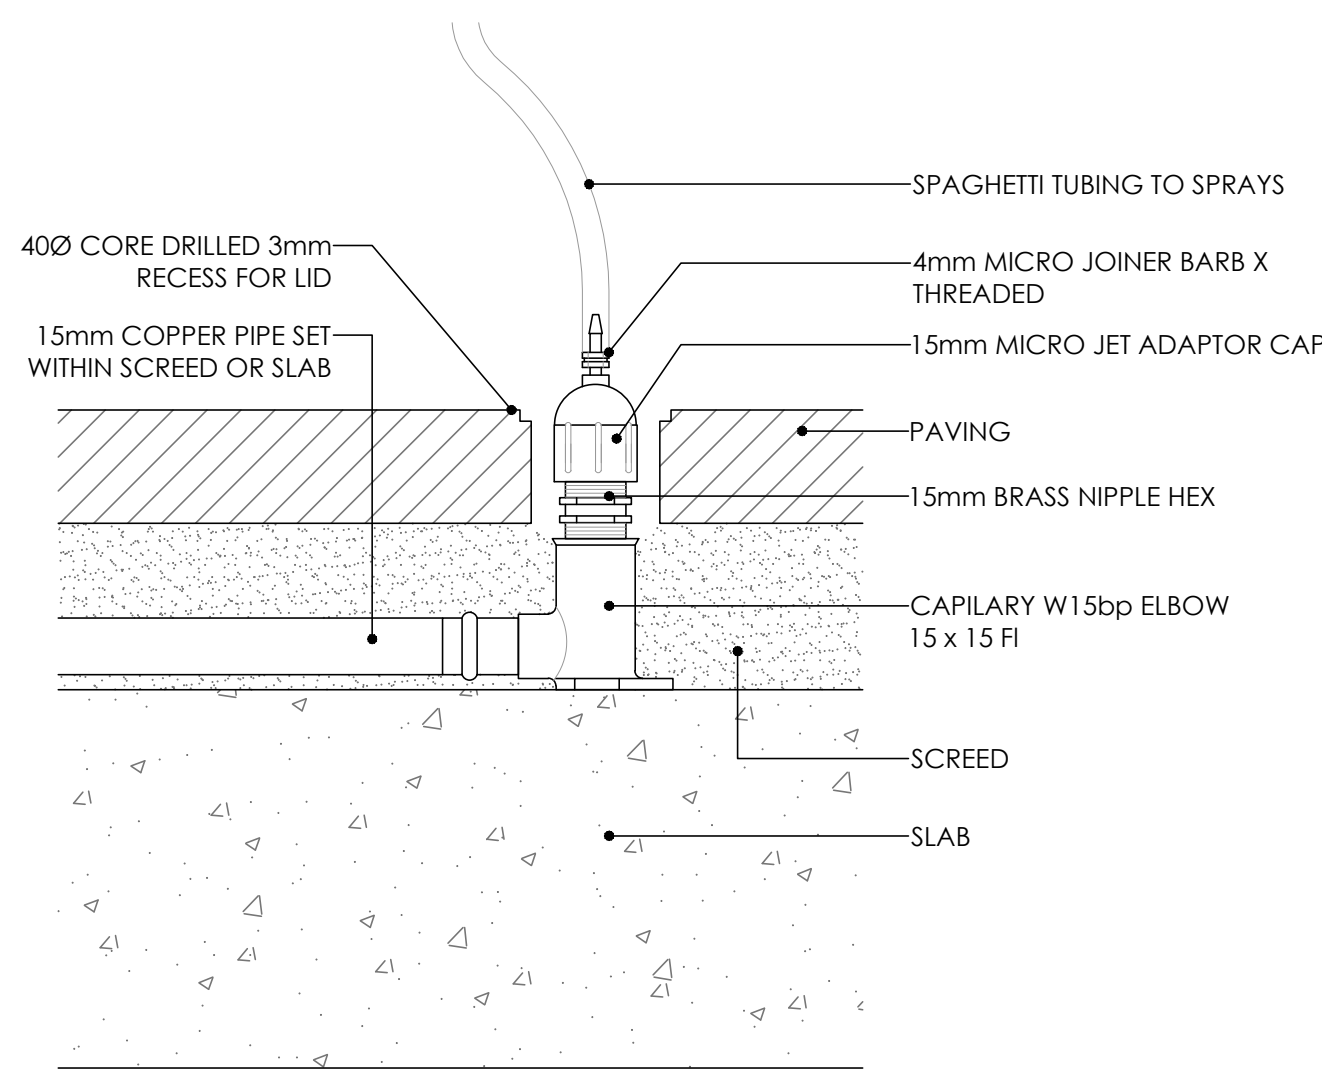 SPAGHETTI TUBING TO SPRAYS
40Ø CORE DRILLED 3mm
RECESS FOR LID
4mm MICRO JOINER BARB X
THREADED
15mm COPPER PIPE SET
WITHIN SCREED OR SLAB
15mm MICRO JET ADAPTOR CAP
PAVING
15mm BRASS NIPPLE HEX
CAPILARY W15bp ELBOW
15 x 15 FI
SCREED
SLAB